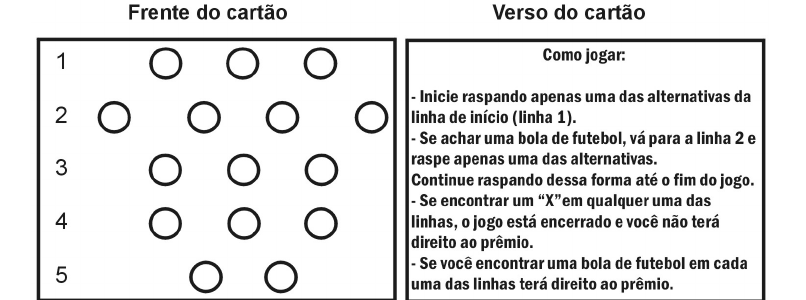 Frente do cartão
Verso do cartão
1
2
3
4
5
Como jogar:
- Inicie raspando apenas uma das alternativas da
linha de início (linha 1).
- Se achar uma bola de futebol, vá para a linha 2 e
raspe apenas uma das alternativas.
Continue raspando dessa forma até o fim do jogo.
- Se encontrar um “X”em qualquer uma das
linhas, o jogo está encerrado e você não terá
direito ao prêmio.
- Se você encontrar uma bola de futebol em cada
uma das linhas terá direito ao prêmio.